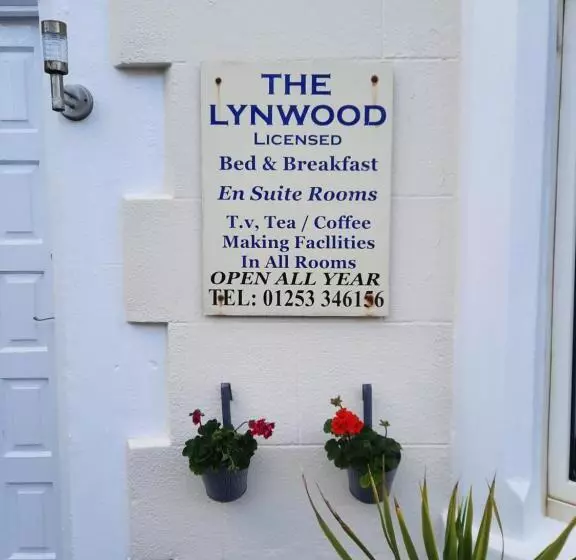 THE
LYNWOOD
LICENSED
Bed & Breakfast
En Suite Rooms
T.v, Tea / Coffee
Making Facllities
In All Rooms
OPEN ALL YEAR
TEL: 01253 346156